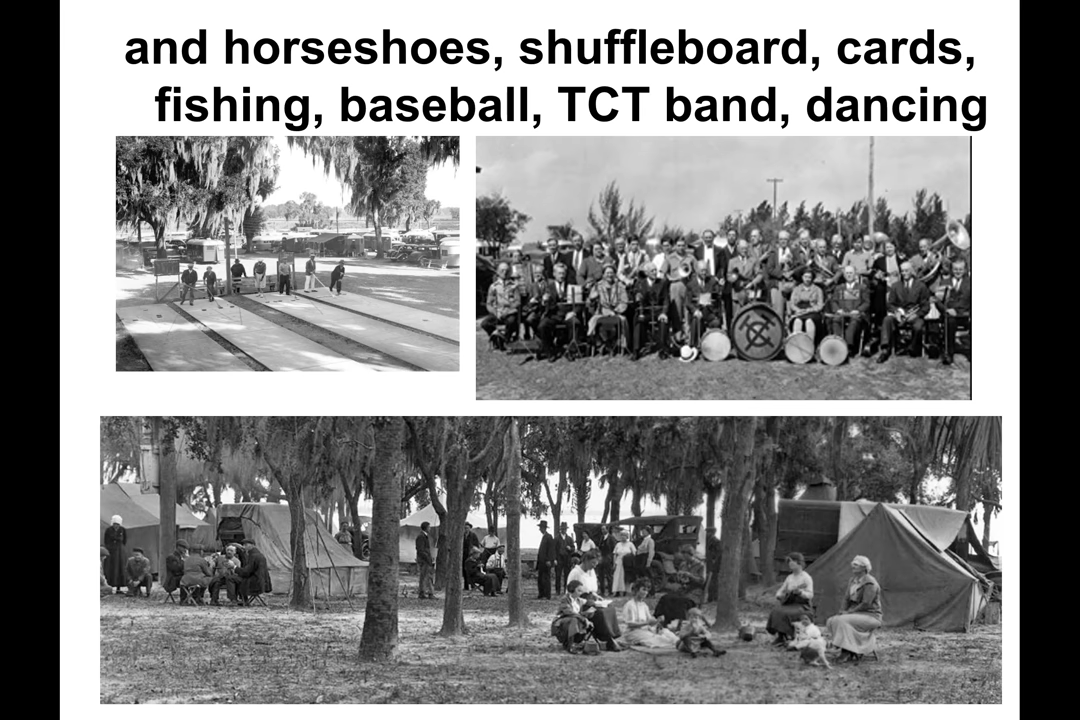 and horseshoes, shuffleboard, cards,
fishing, baseball, TCT band, dancing